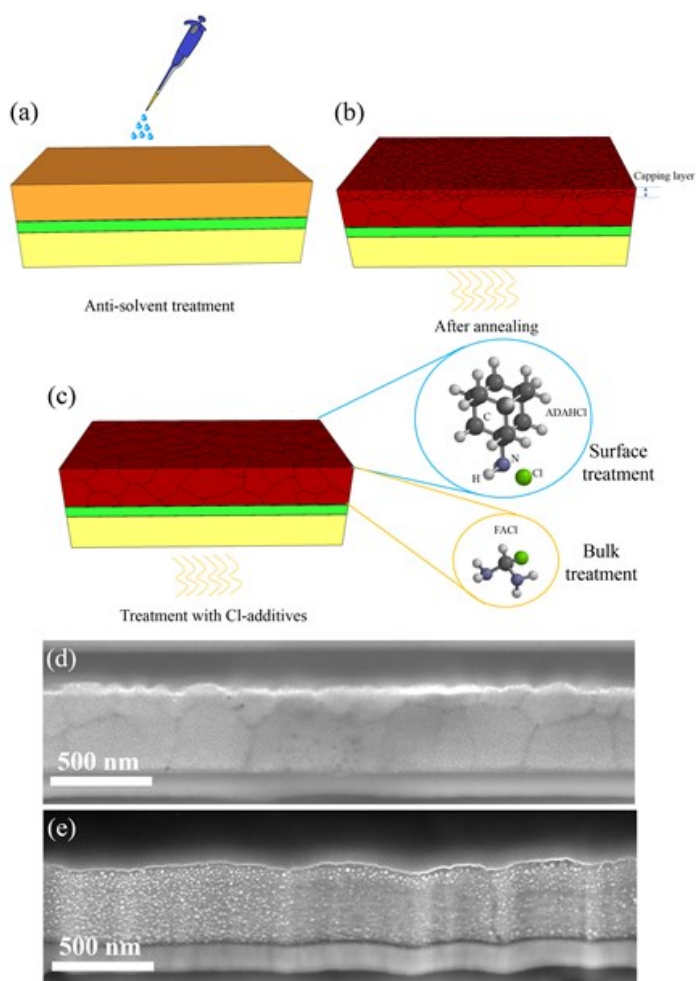 (a)
(b)
Capping layer
Anti-solvent treatment
After annealing
(c)
C
ADAHCl
N
H
Cl
Surface
treatment
FACl
Bulk
treatment
Treatment with Cl-additives
(d)
500 nm
(e)
500 nm